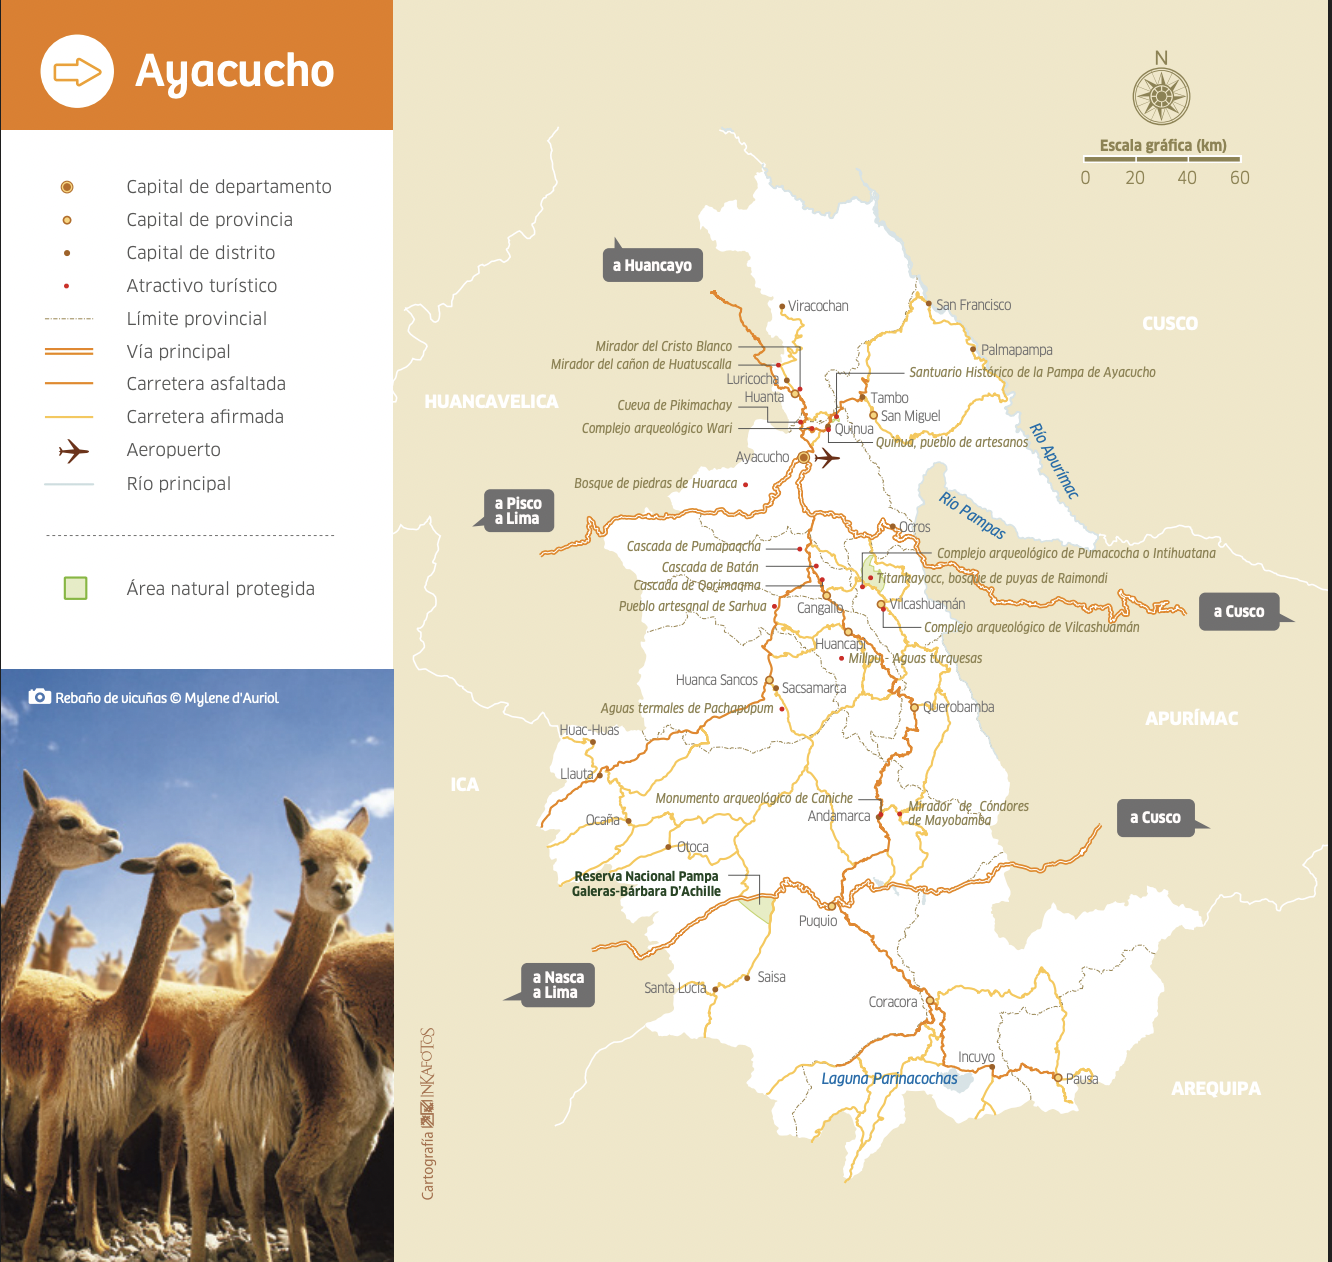 Ayacucho
Capital de departamento
Capital de provincia
Capital de distrito
Atractivo turístico
Límite provincial
Vía principal
Carretera asfaltada
Carretera afirmada
Aeropuerto
Río principal
Área natural protegida
Rebaño de vicuñas © Mylene d'Auriol
N
Escala gráfica (km)
0 20 40 60
a Huancayo
Viracochan
San Francisco
CUSCO
Mirador del Cristo Blanco
Palmapampa
Mirador del cañon de Huatuscalla
Santuario Histórico de la Pampa de Ayacucho
Luricocha
HUANCAVELICA
Huanta
Tambo
Cueva de Pikimachay
San Miguel
Complejo arqueológico Wari
Quinua
Quinua, pueblo de artesanos
Río Apurímac
Ayacucho
Bosque de piedras de Huaraca
a Pisco
a Lima
Río Pampas
Ocros
Cascada de Pumapaqcha
Complejo arqueológico de Pumacocha o Intihuatana
Cascada de Batán
Titankayocc, bosque de puyas de Raimondi
Cascada de Qorimaqma
Pueblo artesanal de Sarhua
Cangallo
Vilcashuamán
a Cusco
Complejo arqueológico de Vilcashuamán
Huancapi
Millpu - Aguas turquesas
Huanca Sancos
Sacsamarca
Aguas termales de Pachapupum
Querobamba
APURÍMAC
Huac-Huas
Llauta
ICA
Monumento arqueológico de Caniche
Mirador de Cóndores
de Mayobamba
Andamarca
a Cusco
Ocaña
Otoca
Reserva Nacional Pampa
Galeras-Bárbara D'Achille
Puquio
a Nasca
a Lima
Saisa
Santa Lucía
Coracora
Incuyo
Laguna Parinacochas
Pausa
AREQUIPA
Cartografía INKAFOTOS